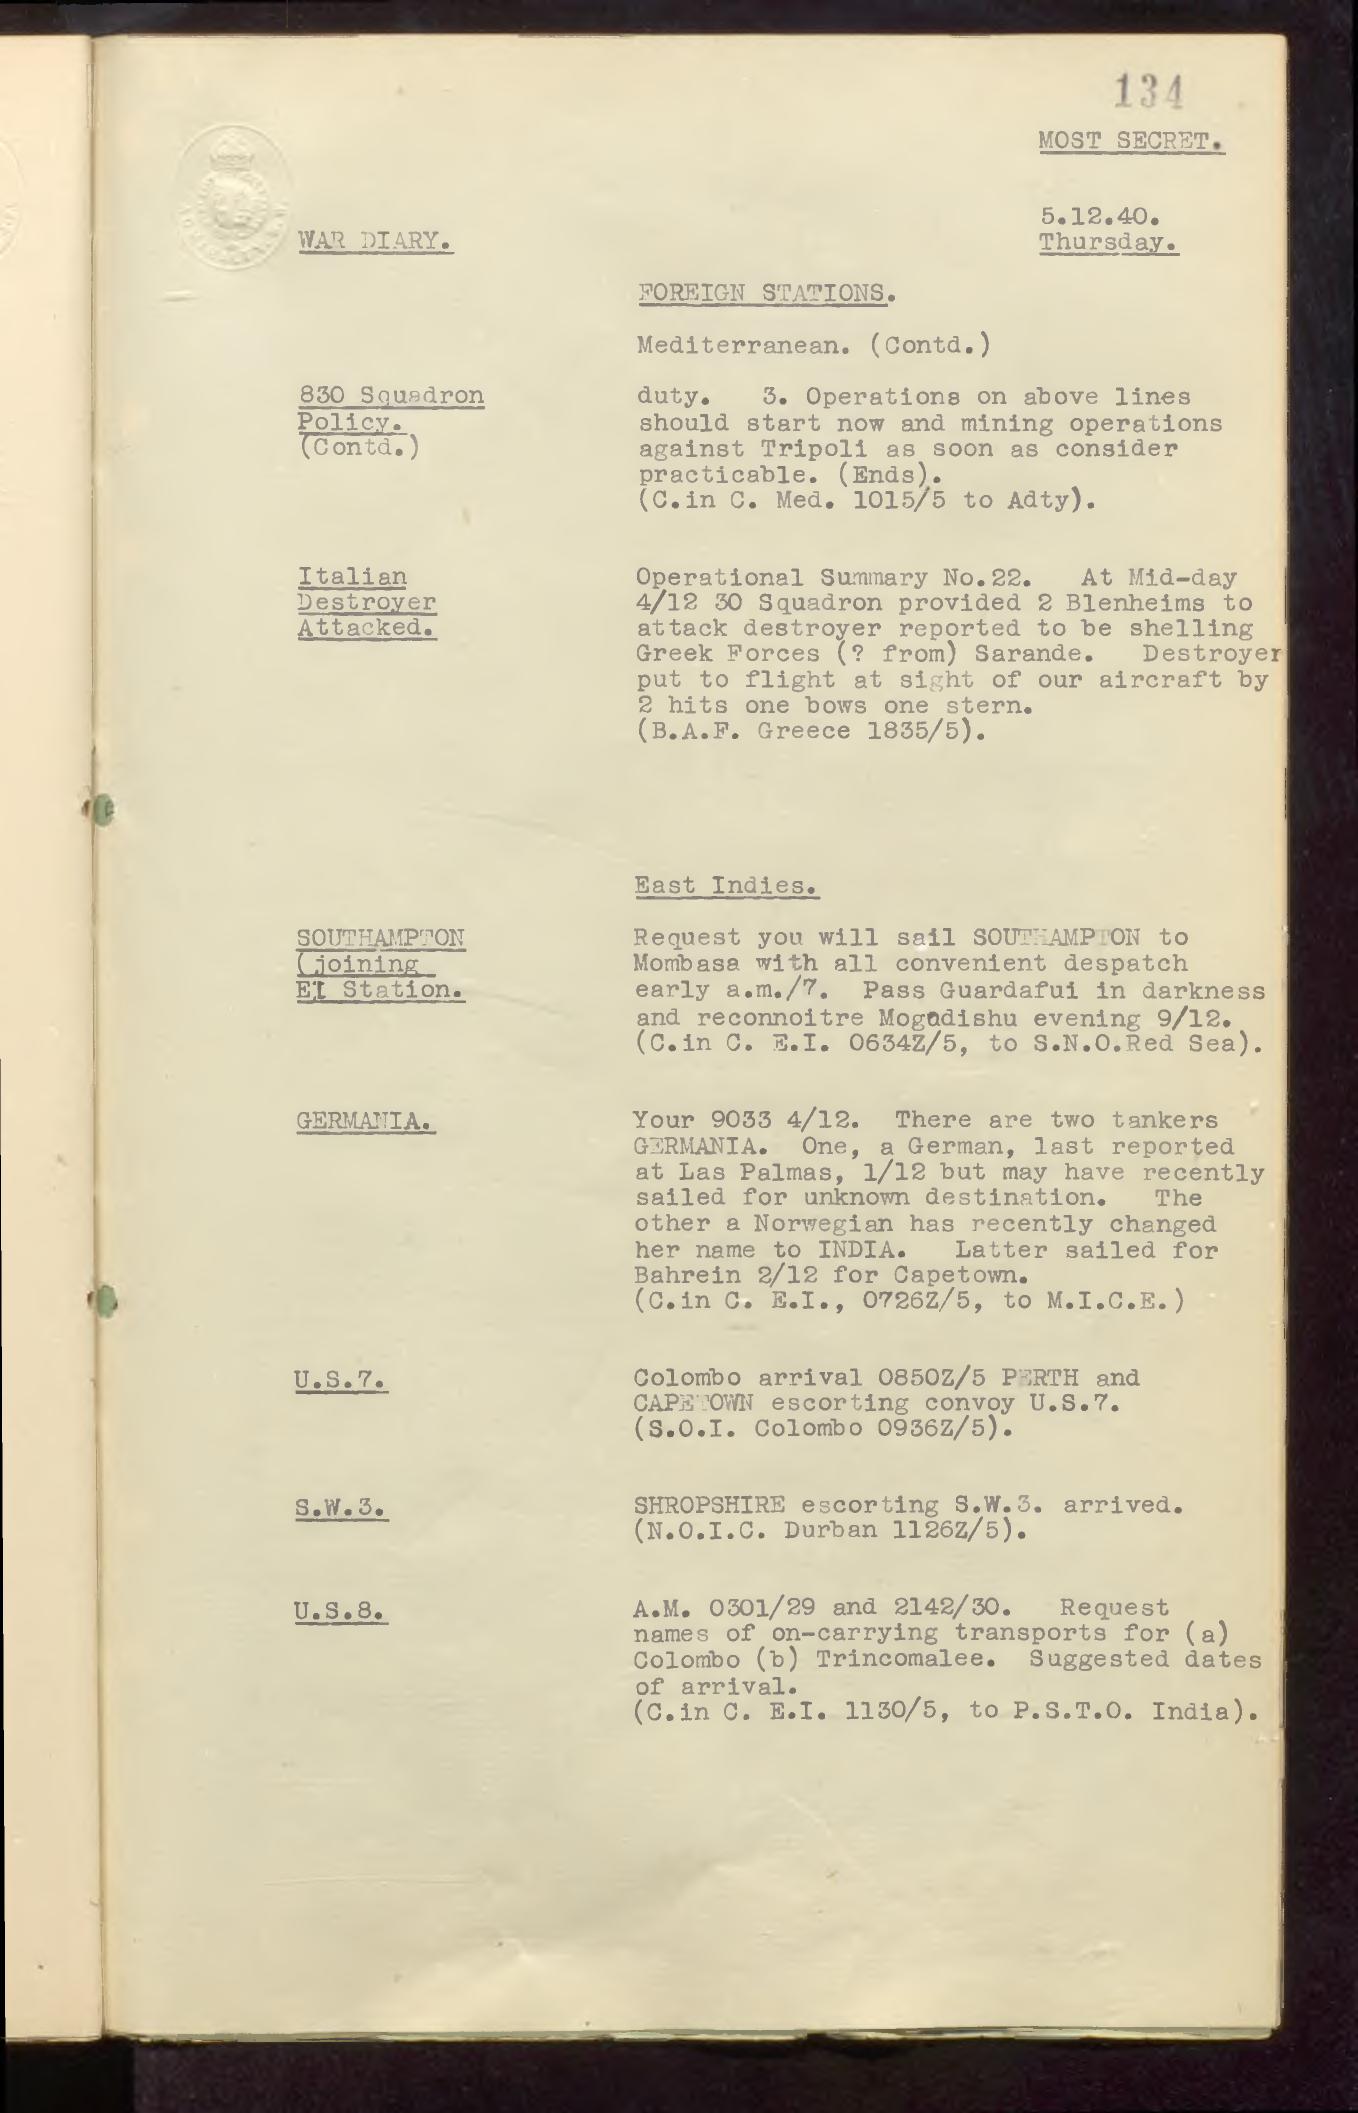 134
MOST SECRET.
5.12.40.
WAR DIARY.
Thursday.
FOREIGN STATIONS.
Mediterranean. (Contd.)
830 Squadron
Policy.
(Contd.)
duty. 3. Operations on above lines
should start now and mining operations
against Tripoli as soon as consider
practicable. (Ends).
(C.in C. Med. 1015/5 to Adty).
Italian
Destroyer
Attacked.
Operational Summary No.22. At Mid-day
4/12 30 Squadron provided 2 Blenheims to
attack destroyer reported to be shelling
Greek Forces (? from) Sarande. Destroyer
put to flight at sight of our aircraft by
2 hits one bows one stern.
(B.A.F. Greece 1835/5).
East Indies.
SOUTHAMPTON
(joining
EI Station.
Request you will sail SOUTHAMPTON to
Mombasa with all convenient despatch
early a.m./7. Pass Guardafui in darkness
and reconnoitre Mogadishu evening 9/12.
(C.in C. E.I. 0634Z/5, to S.N.O.Red Sea).
GERMANIA.
Your 9033 4/12. There are two tankers
GERMANIA. One, a German, last reported
at Las Palmas, 1/12 but may have recently
sailed for unknown destination. The
other a Norwegian has recently changed
her name to INDIA. Latter sailed for
Bahrein 2/12 for Capetown.
(C.in C. E.I., 0726Z/5, to M.I.C.E.)
U.S.7.
Colombo arrival 0850Z/5 PERTH and
CAPETOWN escorting convoy U.S.7.
(S.O.I. Colombo 0936Z/5).
S.W.3.
SHROPSHIRE escorting S.W.3. arrived.
(N.O.I.C. Durban 1126Z/5).
U.S.8.
A.M. 0301/29 and 2142/30. Request
names of on-carrying transports for (a)
Colombo (b) Trincomalee. Suggested dates
of arrival.
(C.in C. E.I. 1130/5, to P.S.T.O. India).